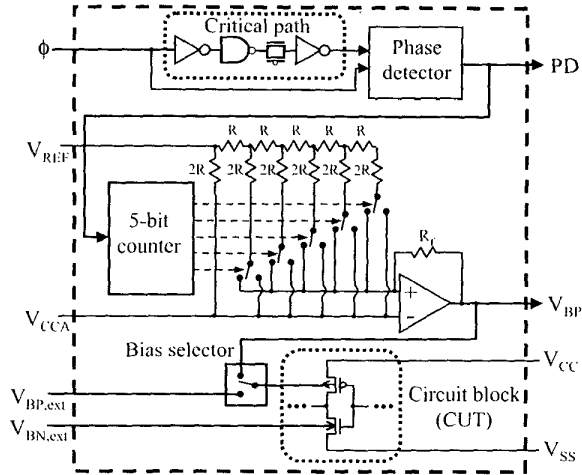 Critical path
ϕ
Phase
detector
PD
R R R R R
V_REF
2R 2R 2R 2R 2R 2R
5-bit
counter
R_f
+
-
V_CCA
V_BP
Bias selector
V_CC
V_BP,ext
Circuit block
(CUT)
V_BN,ext
V_SS